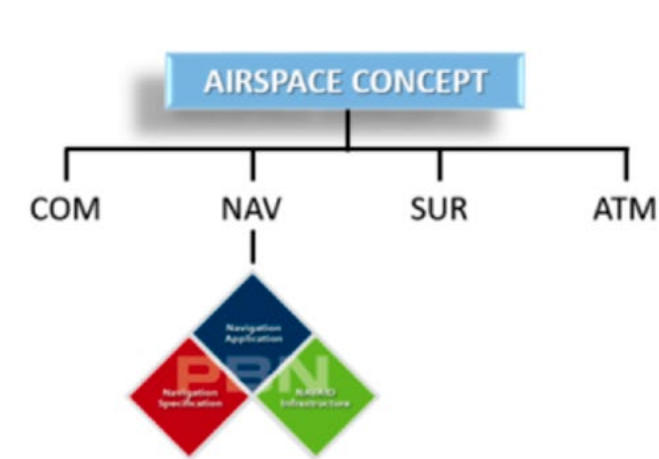 AIRSPACE CONCEPT
COM NAV SUR ATM
Navigation
Application
PBN
Navigation
Specification
NAVAID
Infrastructure